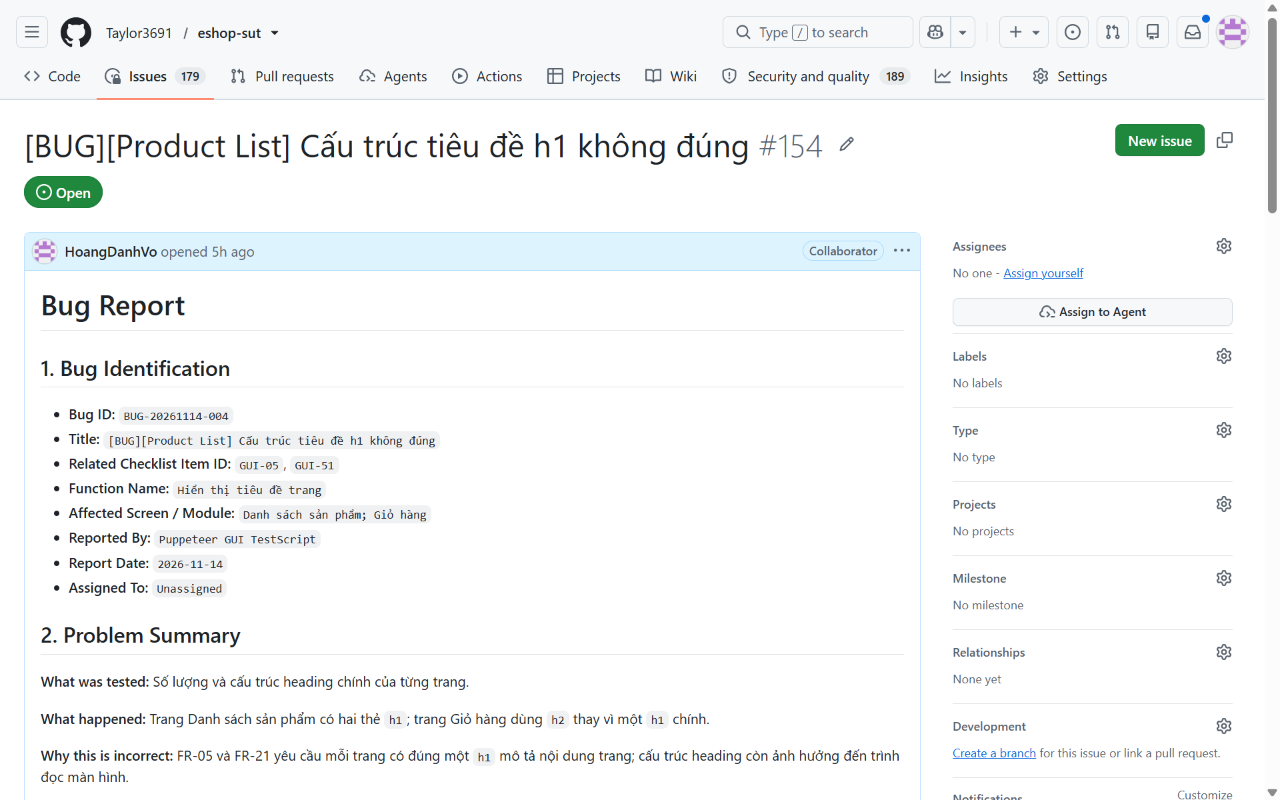 Taylor3691 / eshop-sut
Type / to search
Code
Issues 179
Pull requests
Agents
Actions
Projects
Wiki
Security and quality 189
Insights
Settings
[BUG][Product List] Cấu trúc tiêu đề h1 không đúng #154
New issue
Open
HoangDanhVo opened 5h ago
Collaborator
Bug Report
1. Bug Identification
Bug ID: BUG-20261114-004
Title: [BUG][Product List] Cấu trúc tiêu đề h1 không đúng
Related Checklist Item ID: GUI-05, GUI-51
Function Name: Hiển thị tiêu đề trang
Affected Screen / Module: Danh sách sản phẩm; Giỏ hàng
Reported By: Puppeteer GUI TestScript
Report Date: 2026-11-14
Assigned To: Unassigned
2. Problem Summary
What was tested: Số lượng và cấu trúc heading chính của từng trang.
What happened: Trang Danh sách sản phẩm có hai thẻ h1; trang Giỏ hàng dùng h2 thay vì một h1 chính.
Why this is incorrect: FR-05 và FR-21 yêu cầu mỗi trang có đúng một h1 mô tả nội dung trang; cấu trúc heading còn ảnh hưởng đến trình
đọc màn hình.
Assignees
No one - Assign yourself
Assign to Agent
Labels
No labels
Type
No type
Projects
No projects
Milestone
No milestone
Relationships
None yet
Development
Create a branch for this issue or link a pull request.
Notifications
Customize